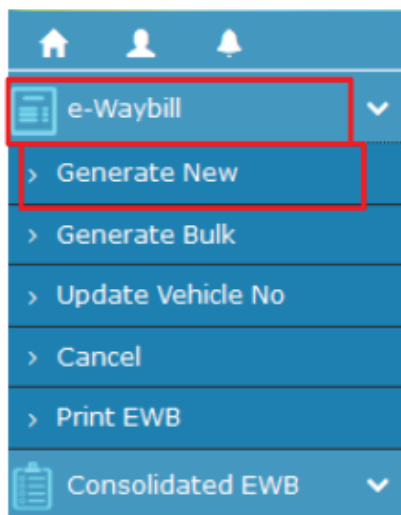 e-Waybill
Generate New
Generate Bulk
Update Vehicle No
Cancel
Print EWB
Consolidated EWB